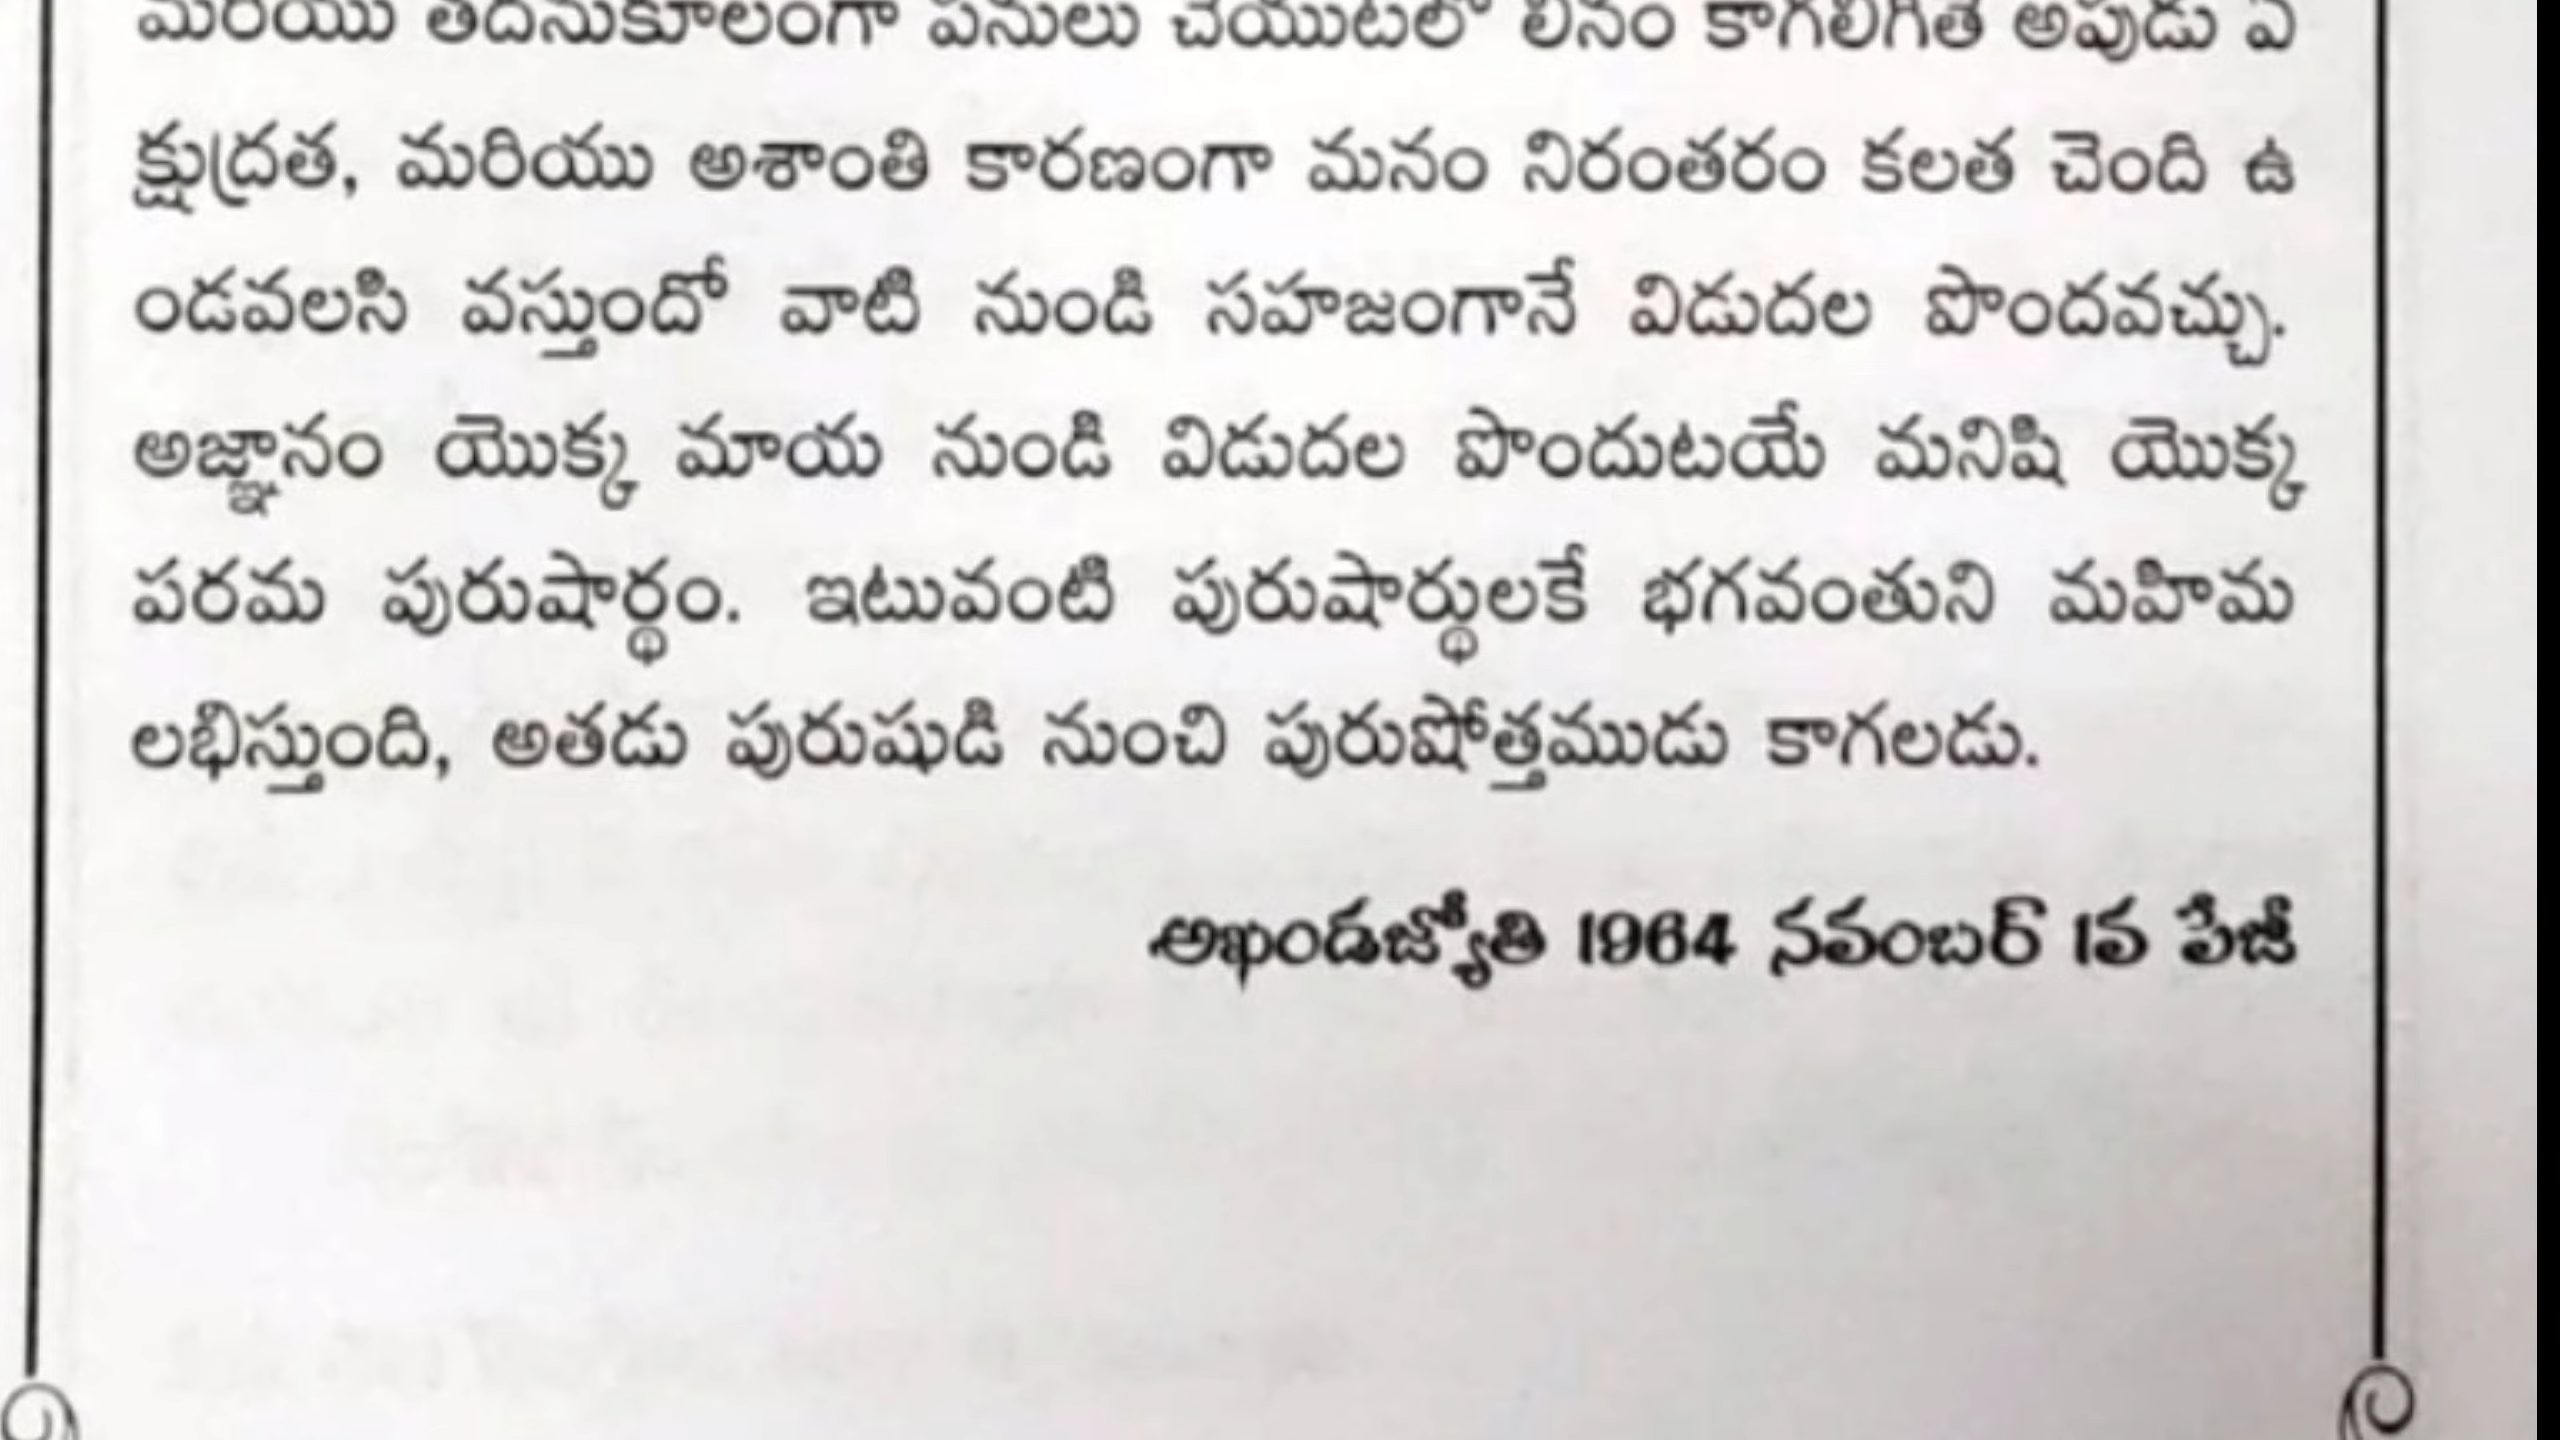 మరియు తదనుకూలంగా పనులు చేయుటలో లీనం కాగలిగితే అపుడు ఏ
క్షుద్రత, మరియు అశాంతి కారణంగా మనం నిరంతరం కలత చెంది ఉ
ండవలసి వస్తుందో వాటి నుండి సహజంగానే విడుదల పొందవచ్చు.
అజ్ఞానం యొక్క మాయ నుండి విడుదల పొందుటయే మనిషి యొక్క
పరమ పురుషార్థం. ఇటువంటి పురుషార్థులకే భగవంతుని మహిమ
లభిస్తుంది, అతడు పురుషుడి నుంచి పురుషోత్తముడు కాగలడు.
అఖండజ్యోతి 1964 నవంబర్ 1వ పేజీ